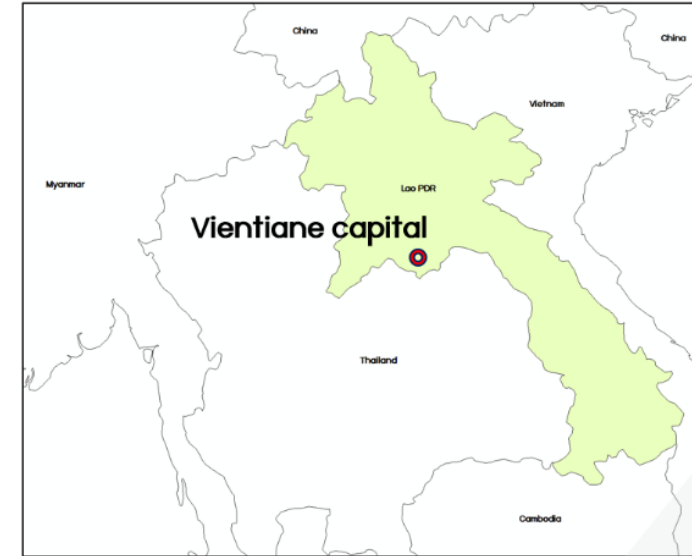 China
China
Vietnam
Myanmar
Lao PDR
Vientiane capital
Thailand
Cambodia